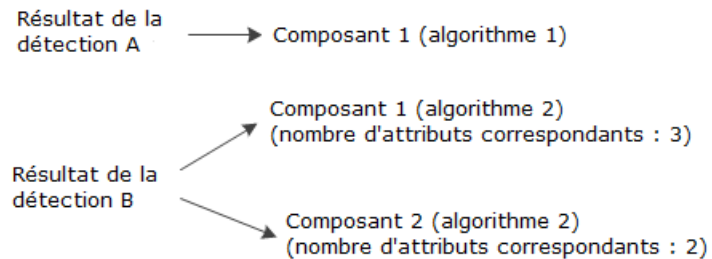 Résultat de la
détection A
Composant 1 (algorithme 1)
Composant 1 (algorithme 2)
(nombre d'attributs correspondants : 3)
Résultat de la
détection B
Composant 2 (algorithme 2)
(nombre d'attributs correspondants : 2)